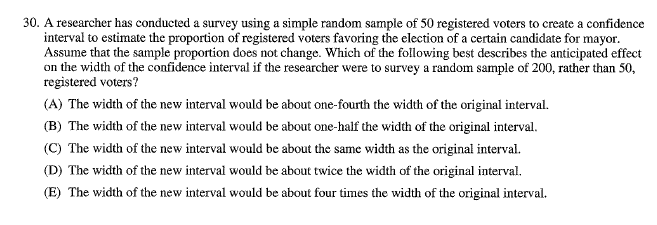 30. A researcher has conducted a survey using a simple random sample of 50 registered voters to create a confidence
interval to estimate the proportion of registered voters favoring the election of a certain candidate for mayor.
Assume that the sample proportion does not change. Which of the following best describes the anticipated effect
on the width of the confidence interval if the researcher were to survey a random sample of 200, rather than 50,
registered voters?
(A) The width of the new interval would be about one-fourth the width of the original interval.
(B) The width of the new interval would be about one-half the width of the original interval.
(C) The width of the new interval would be about the same width as the original interval.
(D) The width of the new interval would be about twice the width of the original interval.
(E) The width of the new interval would be about four times the width of the original interval.